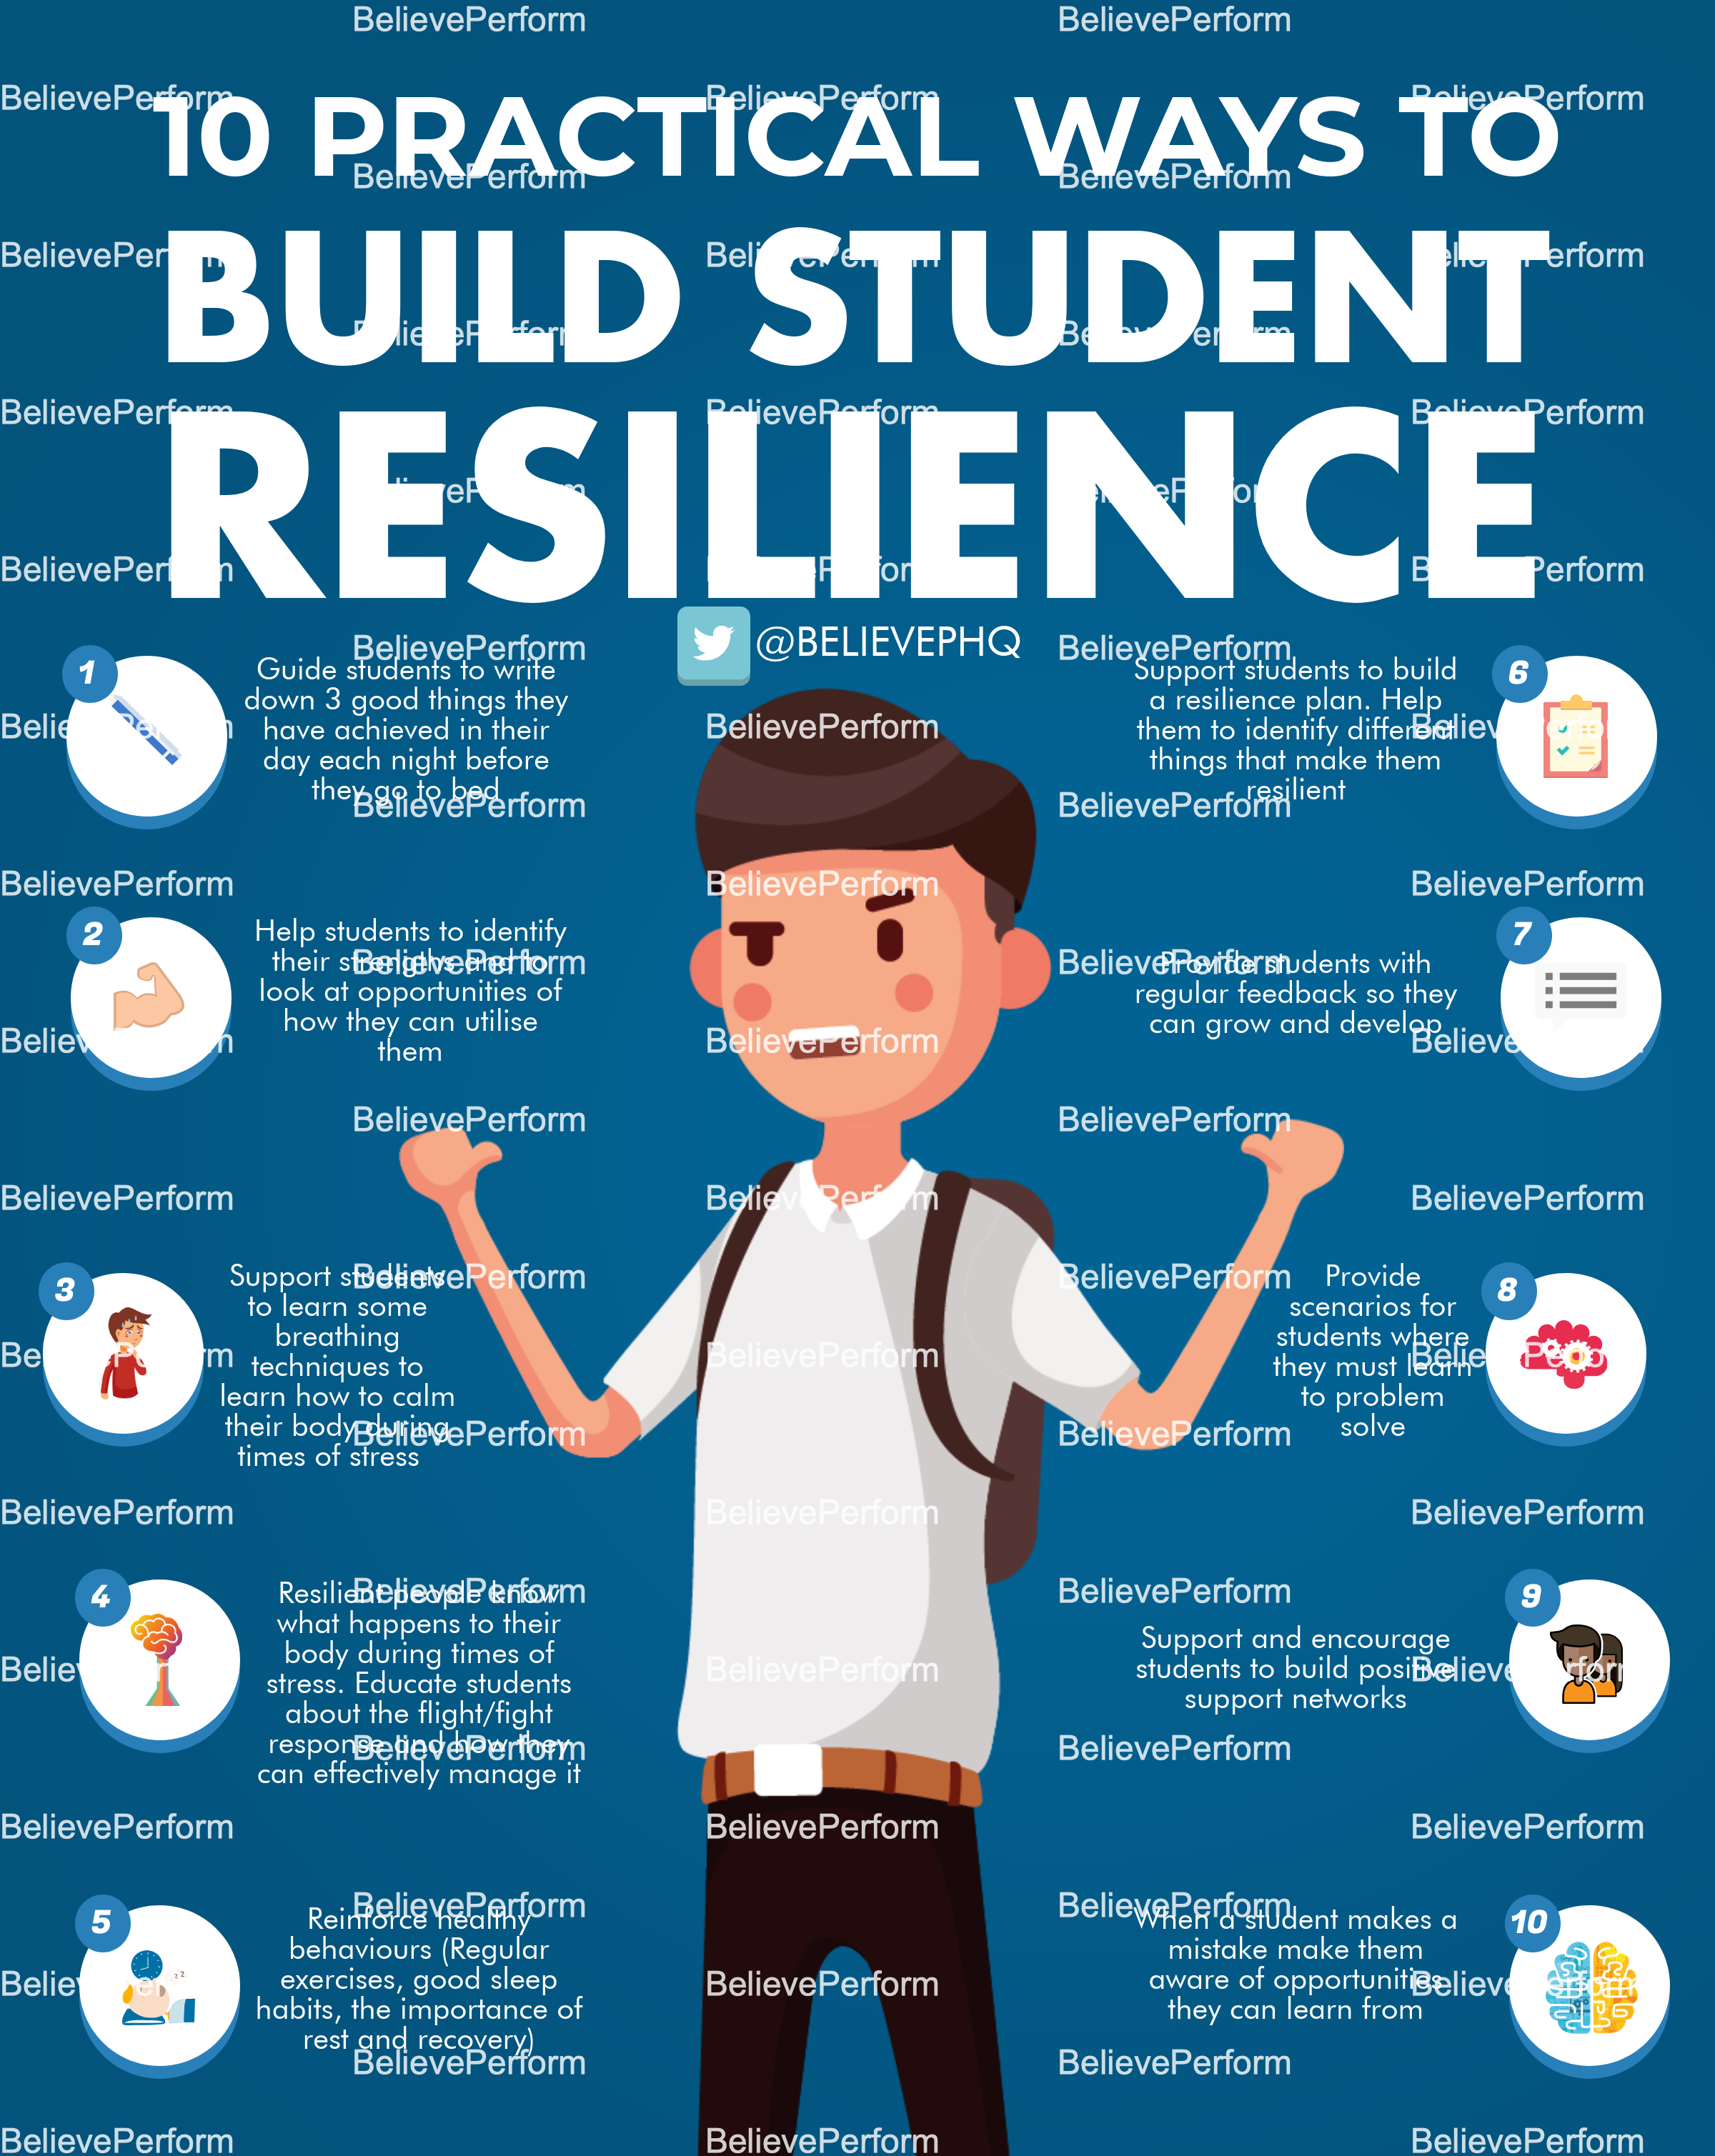 10 PRACTICAL WAYS TO
BUILD STUDENT
RESILIENCE
@BELIEVEPHQ
1
Guide students to write
down 3 good things they
have achieved in their
day each night before
they go to bed
2
Help students to identify
their strengths and to
look at opportunities of
how they can utilise
them
3
Support students
to learn some
breathing
techniques to
learn how to calm
their body during
times of stress
4
Resilient people know
what happens to their
body during times of
stress. Educate students
about the flight/fight
response and how they
can effectively manage it
5
Reinforce healthy
behaviours (Regular
exercises, good sleep
habits, the importance of
rest and recovery)
6
Support students to build
a resilience plan. Help
them to identify different
things that make them
resilient
7
Provide students with
regular feedback so they
can grow and develop
8
Provide
scenarios for
students where
they must learn
to problem
solve
9
Support and encourage
students to build positive
support networks
10
When a student makes a
mistake make them
aware of opportunities
they can learn from
BelievePerform